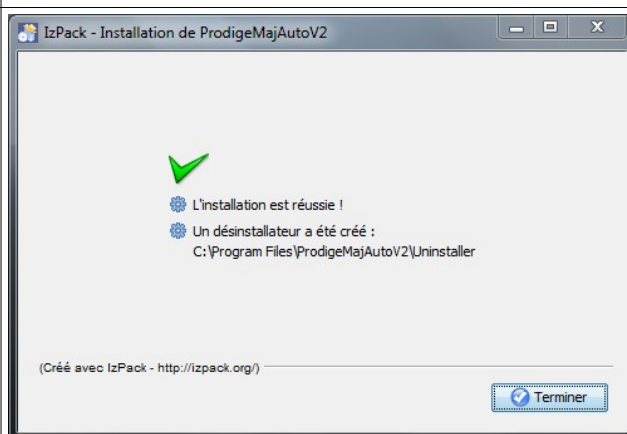 IzPack - Installation de ProdigeMajAutoV2
L'installation est réussie !
Un désinstallateur a été créé :
C:\Program Files\ProdigeMajAutoV2\Uninstaller
(Créé avec IzPack - http://izpack.org/)
Terminer